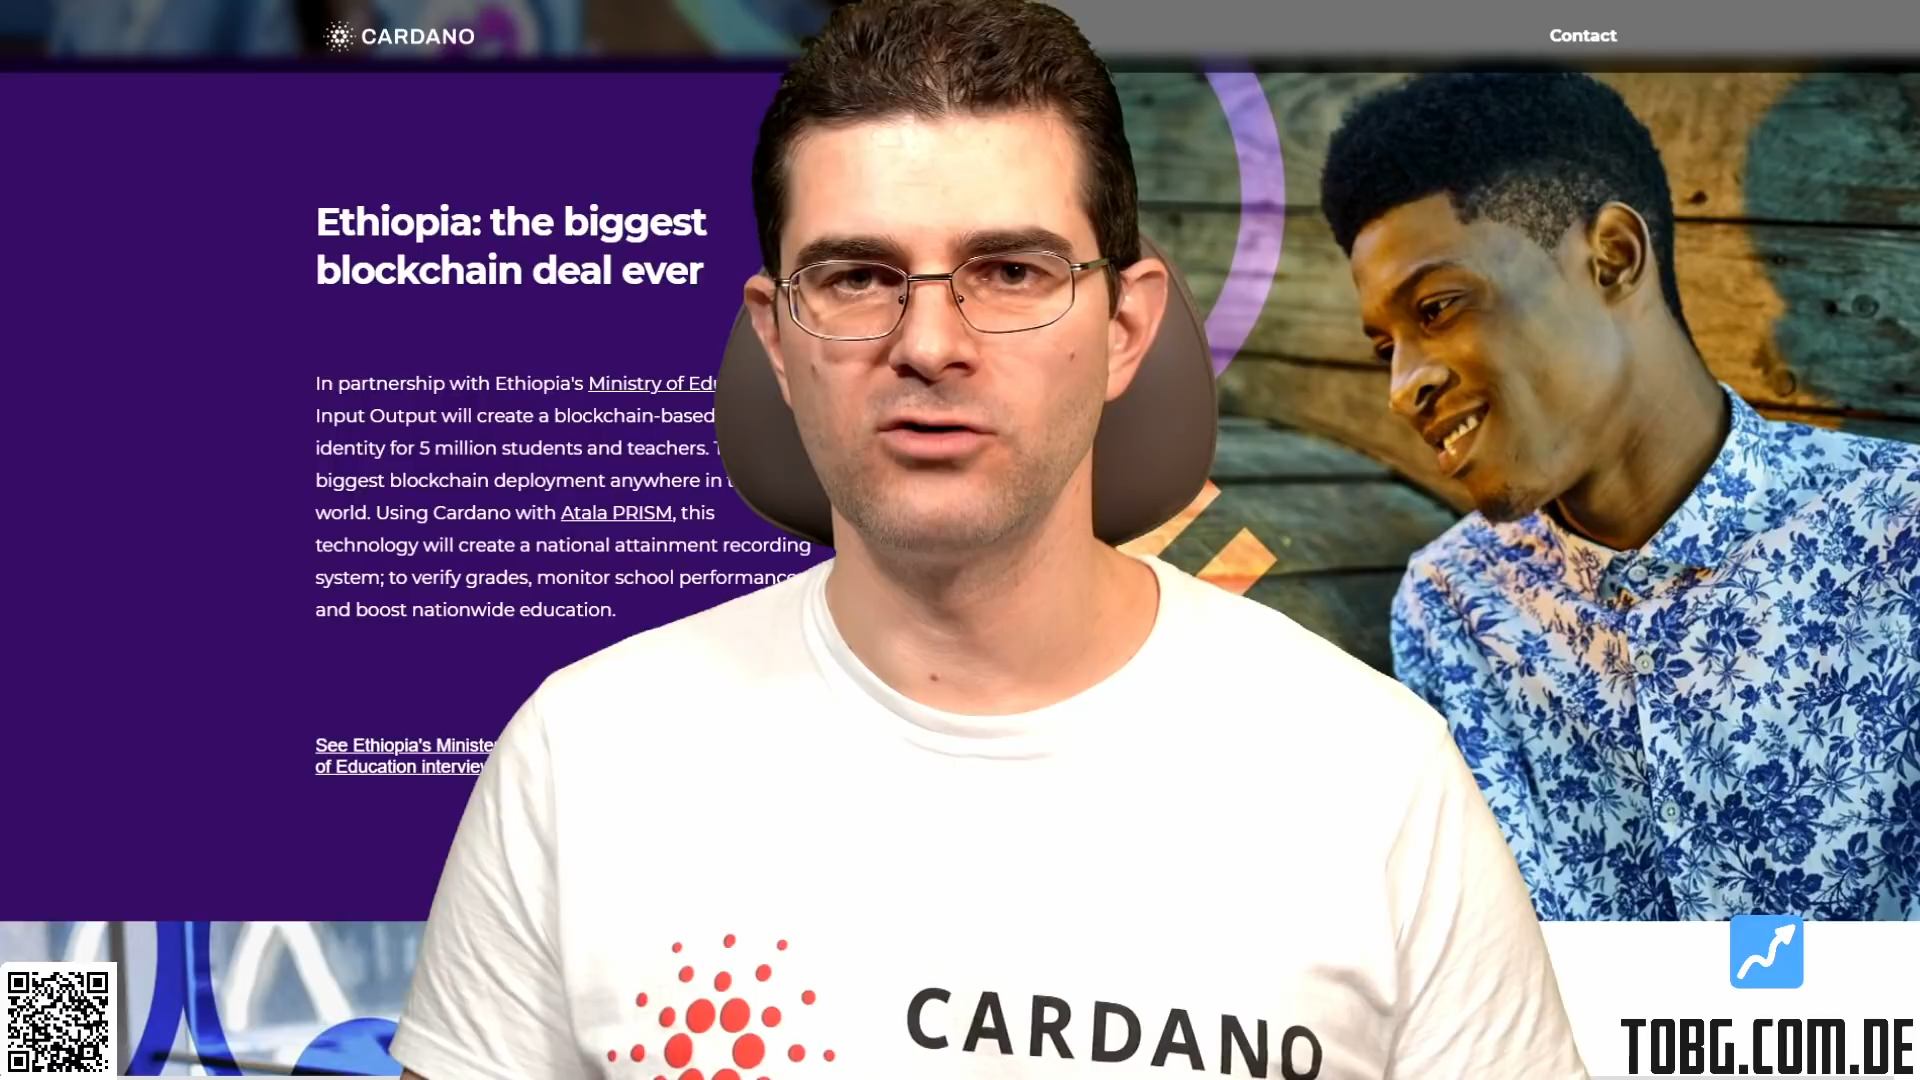 CARDANO
Contact
Ethiopia: the biggest
blockchain deal ever
In partnership with Ethiopia's Ministry of
Input Output will create a blockchain-based
identity for 5 million students and teachers.
biggest blockchain deployment anywhere in
world. Using Cardano with Atala PRISM, this
technology will create a national attainment recording
system; to verify grades, monitor school performance
and boost nationwide education.
See Ethiopia's
of Education
CARDANO
TOBG.COM.DE